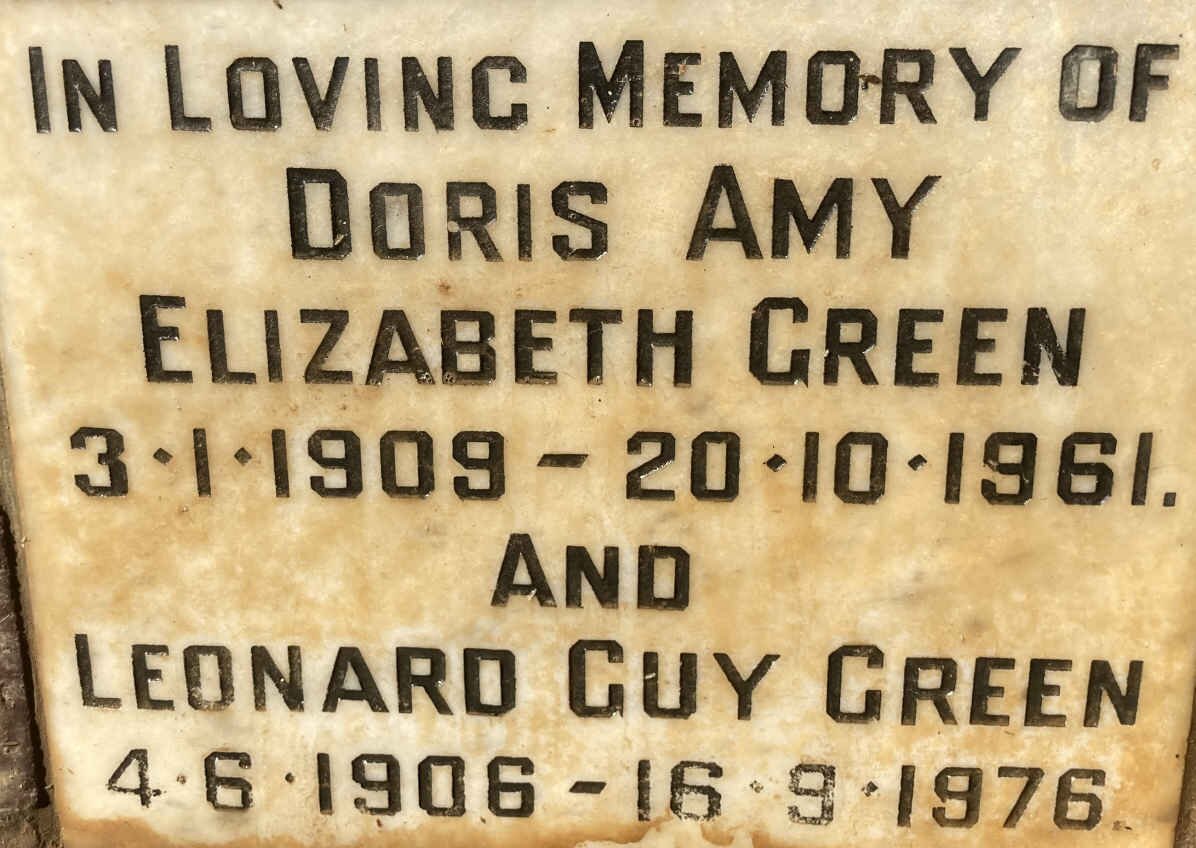 IN LOVING MEMORY OF
DORIS AMY
ELIZABETH GREEN
3·1·1909 – 20·10·1961.
AND
LEONARD GUY GREEN
4·6·1906 – 16·9·1976.